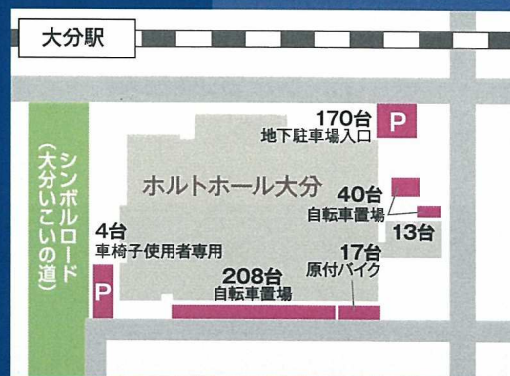 大分駅
170台
地下駐車場入口
P
ホルトホール大分
40台
自転車置場
13台
シンボルロード
(大分いこいの道)
4台
車椅子使用者専用
P
17台
原付バイク
208台
自転車置場